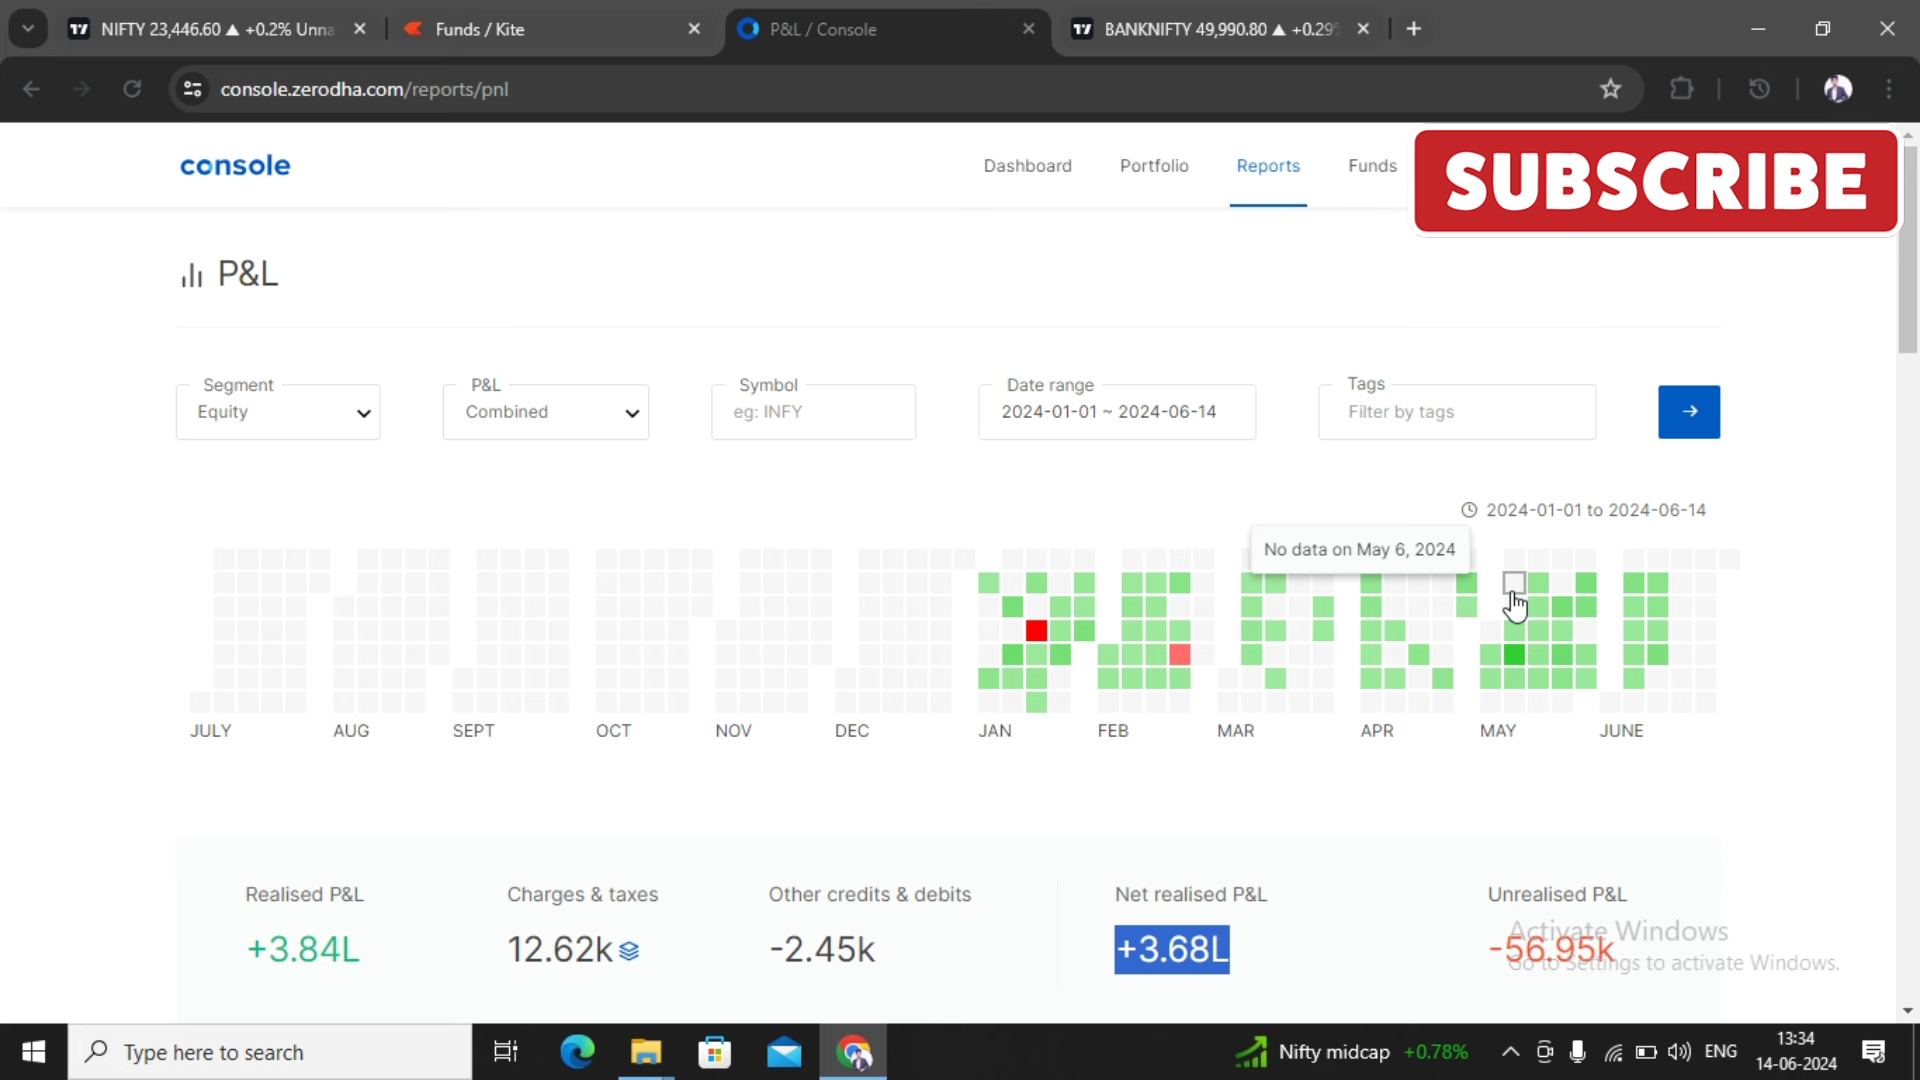 NIFTY 23,446.60 ▲ +0.2% Unna
Funds / Kite
P&L / Console
BANKNIFTY 49,990.80 ▲ +0.29%
console.zerodha.com/reports/pnl
console
Dashboard
Portfolio
Reports
Funds
SUBSCRIBE
P&L
Segment
Equity
P&L
Combined
Symbol
eg: INFY
Date range
2024-01-01 ~ 2024-06-14
Tags
Filter by tags
2024-01-01 to 2024-06-14
No data on May 6, 2024
JULY
AUG
SEPT
OCT
NOV
DEC
JAN
FEB
MAR
APR
MAY
JUNE
Realised P&L
+3.84L
Charges & taxes
12.62k
Other credits & debits
-2.45k
Net realised P&L
+3.68L
Unrealised P&L
-56.95k
Activate Windows
Go to Settings to activate Windows.
Type here to search
Nifty midcap +0.78%
ENG
13:34
14-06-2024